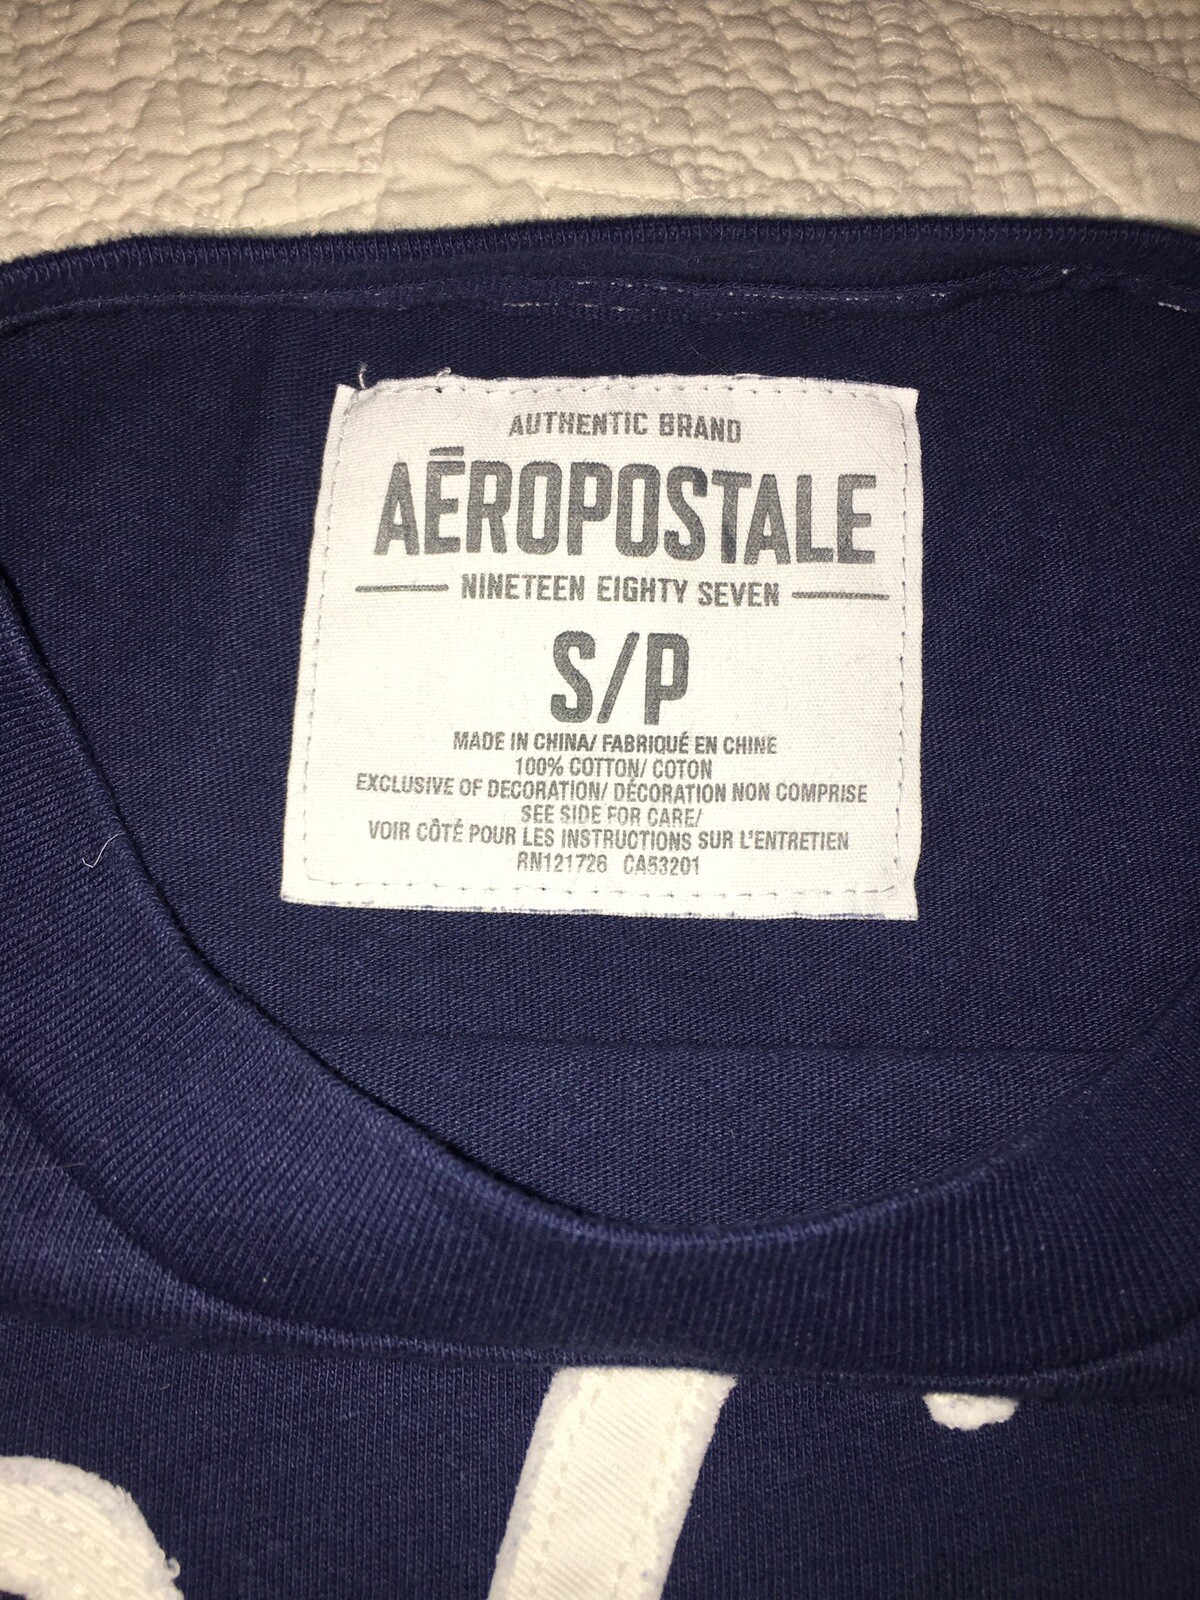 AUTHENTIC BRAND
AĒROPOSTALE
NINETEEN EIGHTY SEVEN
S/P
MADE IN CHINA/ FABRIQUÉ EN CHINE
100% COTTON/ COTON
EXCLUSIVE OF DECORATION/ DÉCORATION NON COMPRISE
SEE SIDE FOR CARE/
VOIR CÔTÉ POUR LES INSTRUCTIONS SUR L'ENTRETIEN
RN121726 CA53201